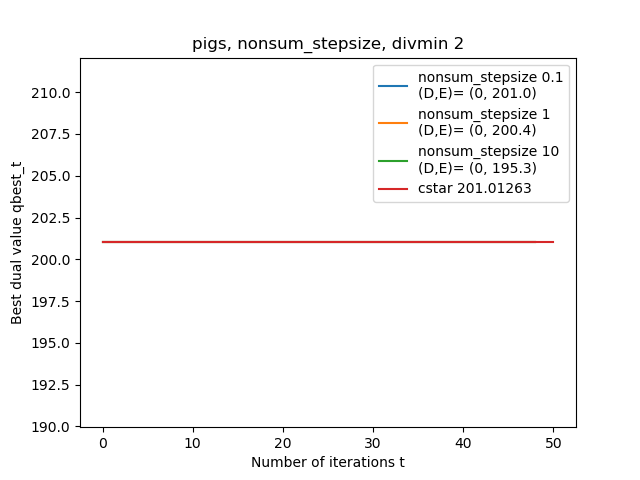 pigs, nonsum_stepsize, divmin 2
Best dual value qbest_t
210.0
207.5
205.0
202.5
200.0
197.5
195.0
192.5
190.0
nonsum_stepsize 0.1
(D,E)= (0, 201.0)
nonsum_stepsize 1
(D,E)= (0, 200.4)
nonsum_stepsize 10
(D,E)= (0, 195.3)
cstar 201.01263
0 10 20 30 40 50
Number of iterations t